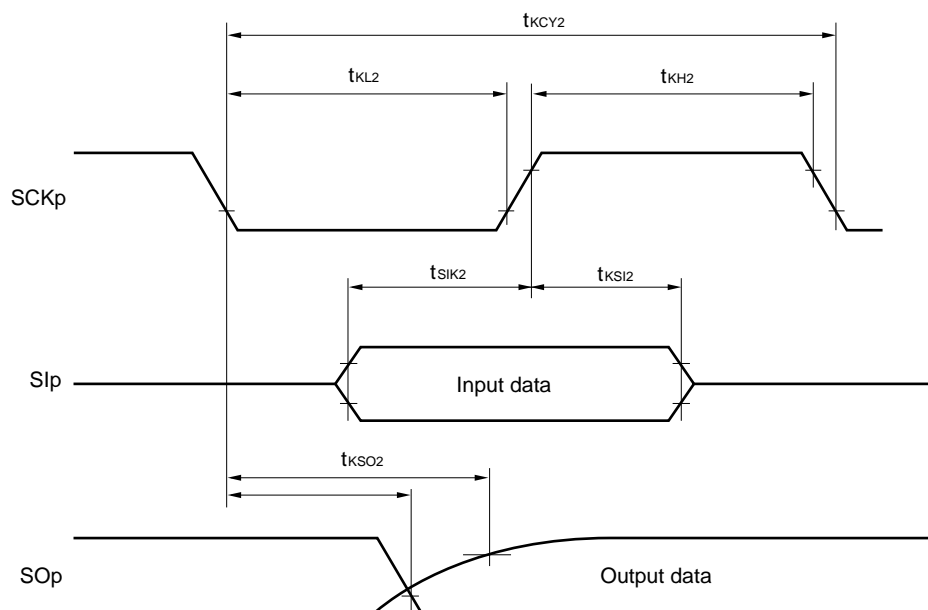 tKCY2
tKL2
tKH2
SCKp
tSIK2
tKSI2
SIp
Input data
tKSO2
SOp
Output data